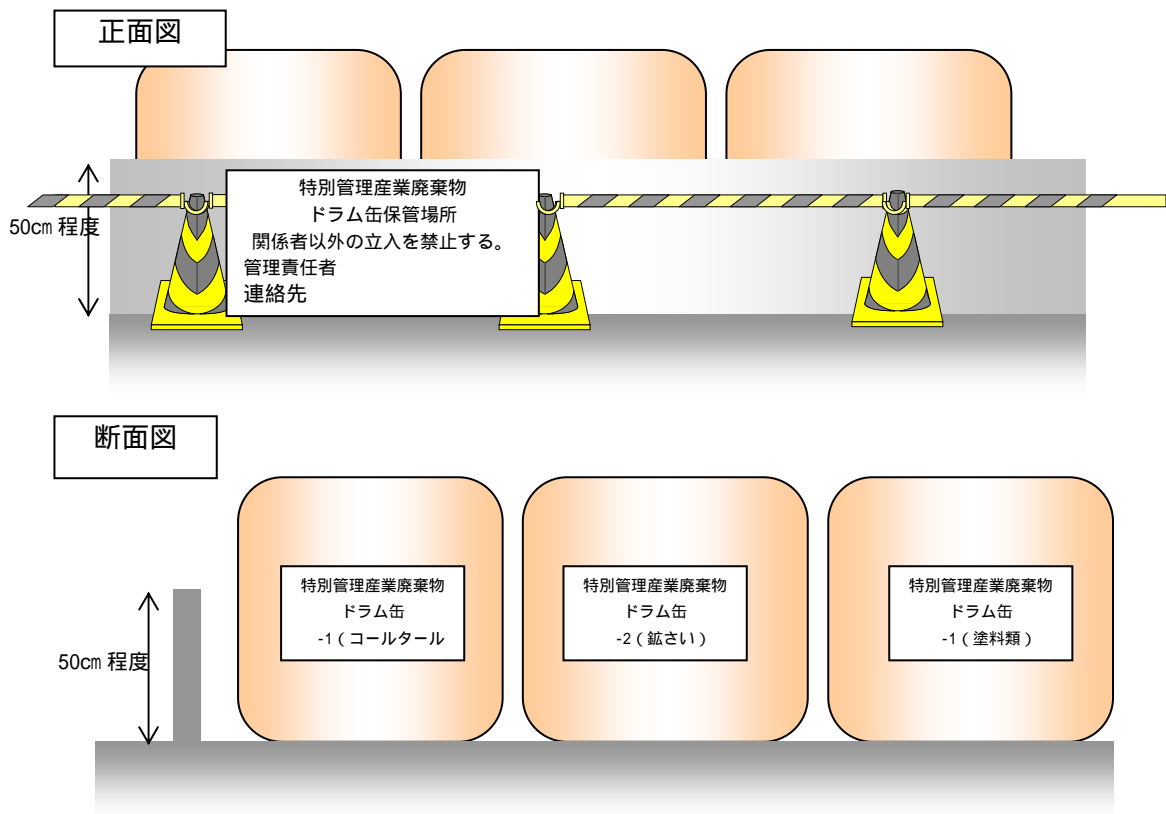 正面図
50cm 程度
特別管理産業廃棄物
ドラム缶保管場所
関係者以外の立入を禁止する。
管理責任者
連絡先
断面図
50cm 程度
特別管理産業廃棄物
ドラム缶
-1(コールタール
特別管理産業廃棄物
ドラム缶
-2(鉱さい)
特別管理産業廃棄物
ドラム缶
-1(塗料類)